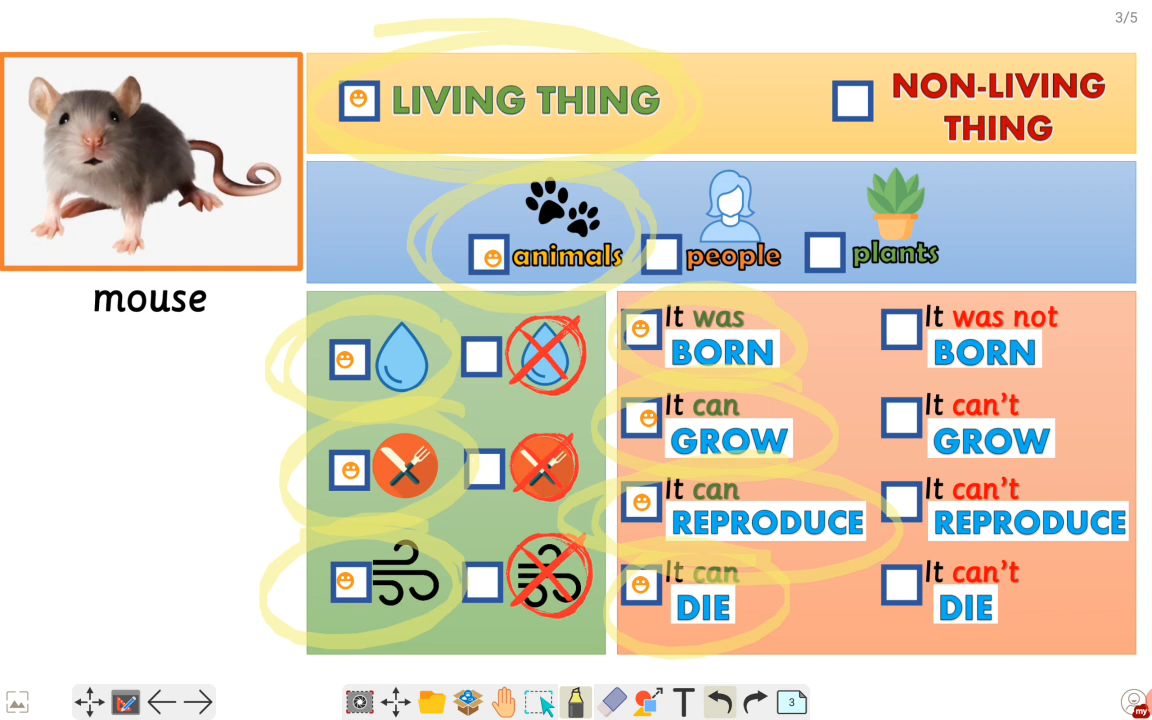 3/5
LIVING THING
NON-LIVING
THING
animals
people
plants
mouse
It was
BORN
It was not
BORN
It can
GROW
It can't
GROW
It can
REPRODUCE
It can't
REPRODUCE
It can
DIE
It can't
DIE
T
3
my